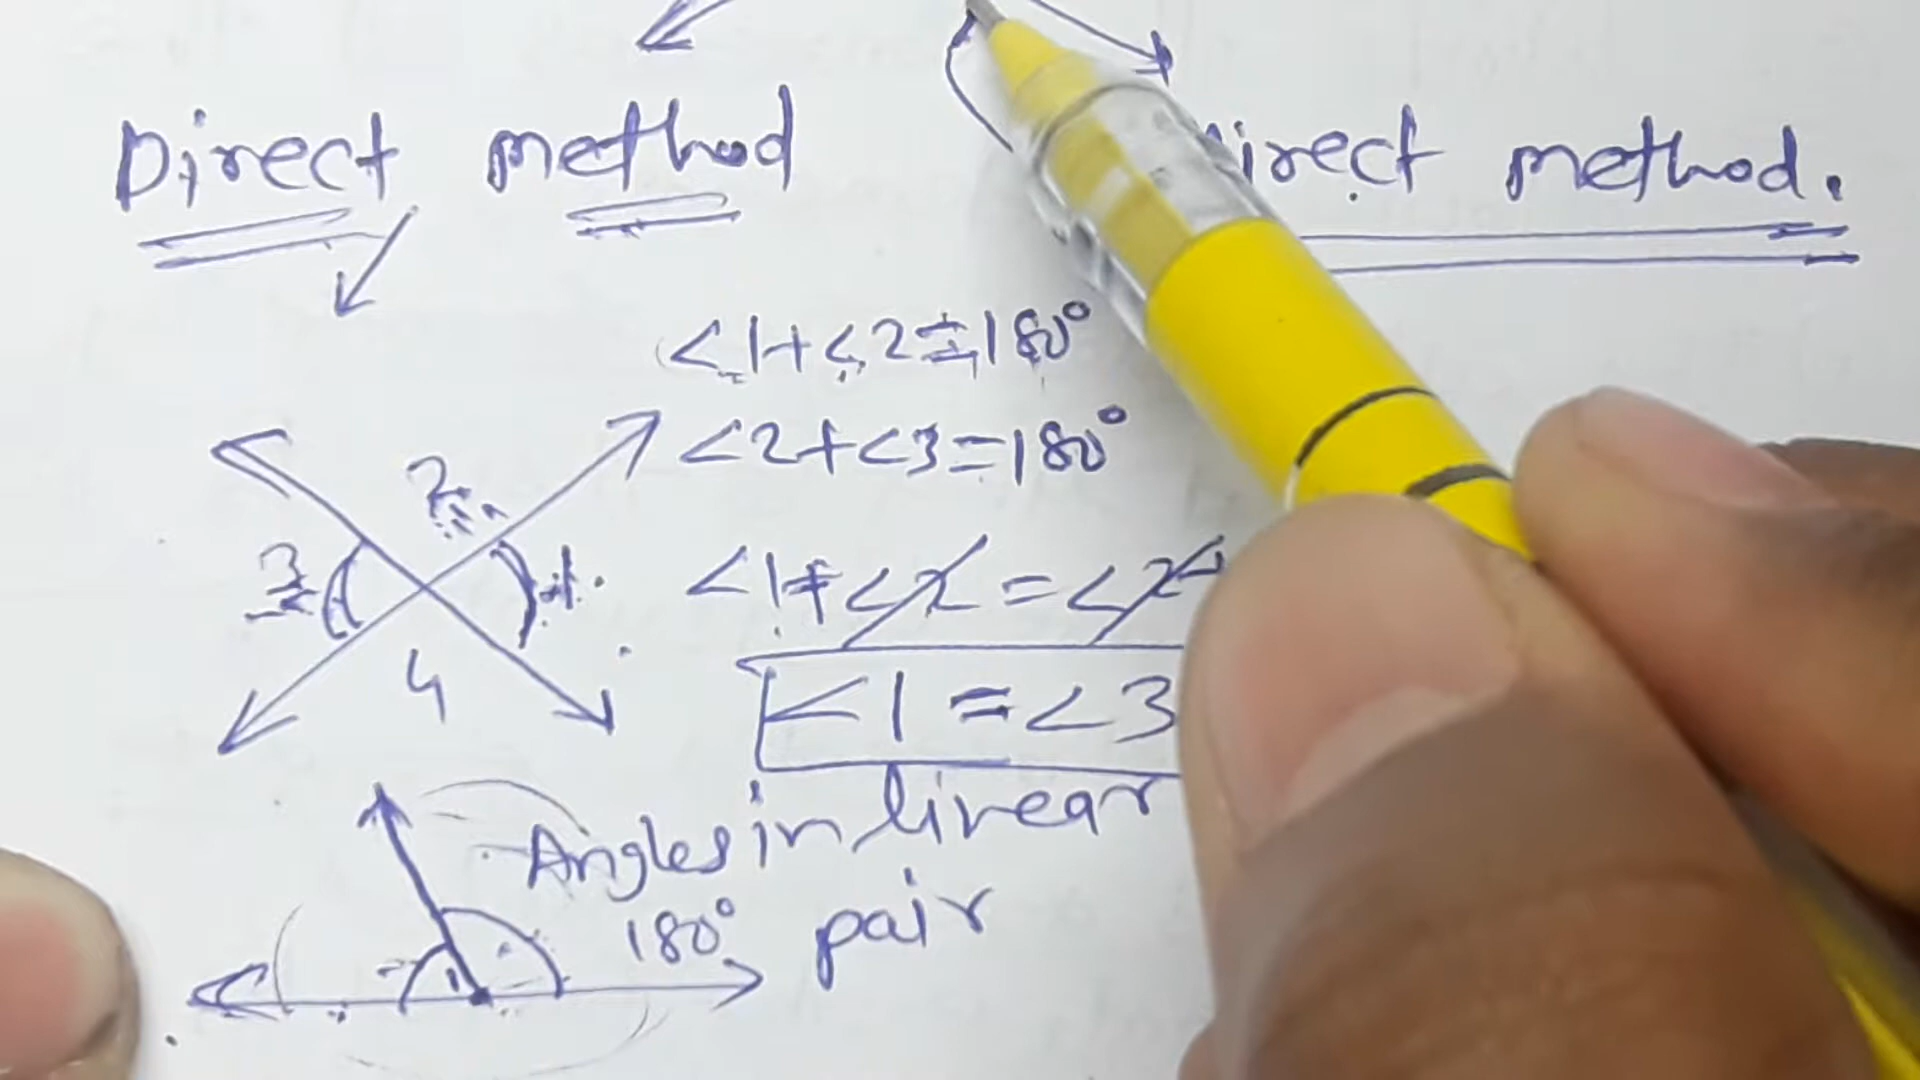 Direct method
irect method.
<1+<2=180°
<2+<3=180°
2
3
1
4
<1+<2=<2+
<1=<3
Angles in linear
180° pair